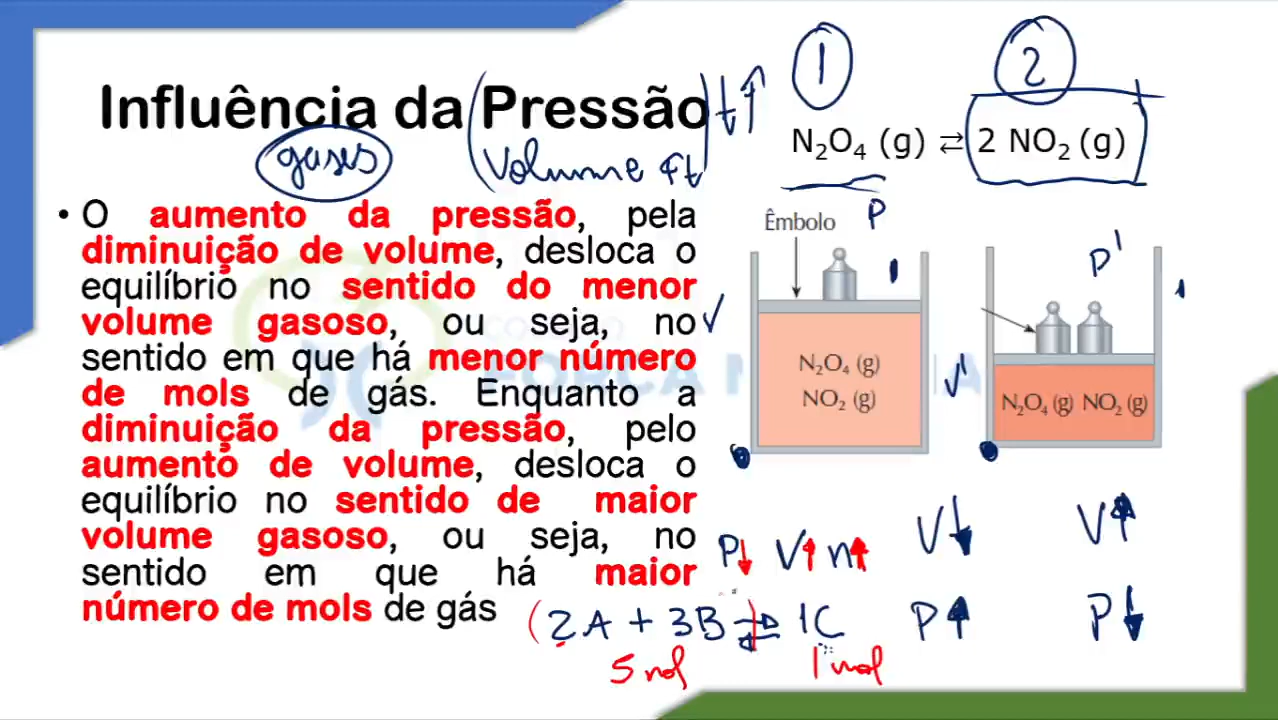 Influência da (Pressão)
gases
Volume
1
2
N₂O₄ (g) ⇄ 2 NO₂ (g)
• O aumento da pressão, pela
diminuição de volume, desloca o
equilíbrio no sentido do menor
volume gasoso, ou seja, no
sentido em que há menor número
de mols de gás. Enquanto a
diminuição da pressão, pelo
aumento de volume, desloca o
equilíbrio no sentido de maior
volume gasoso, ou seja, no
sentido em que há maior
número de mols de gás
Êmbolo
P
P'
V
V'
N₂O₄ (g)
NO₂ (g)
N₂O₄ (g) NO₂ (g)
P↓ V↑ n↑
V↓ V↑
P↑ P↓
(2A + 3B) ⇄ 1C
5 mol 1 mol